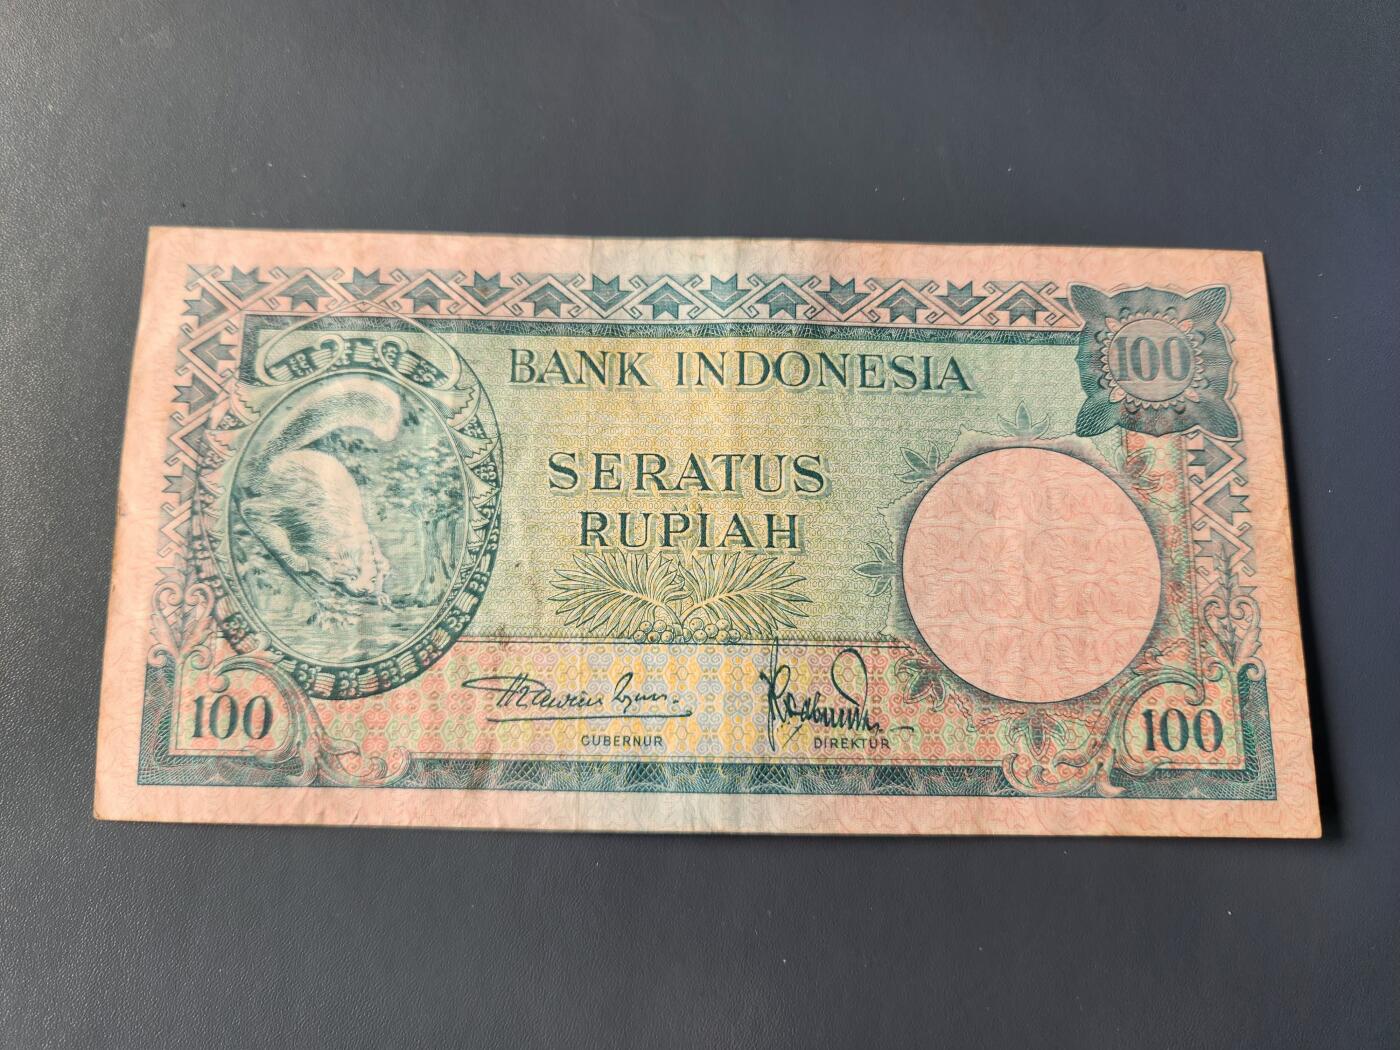 BANK INDONESIA
100
SERATUS
RUPIAH
GUBERNUR
DIREKTUR
100
100